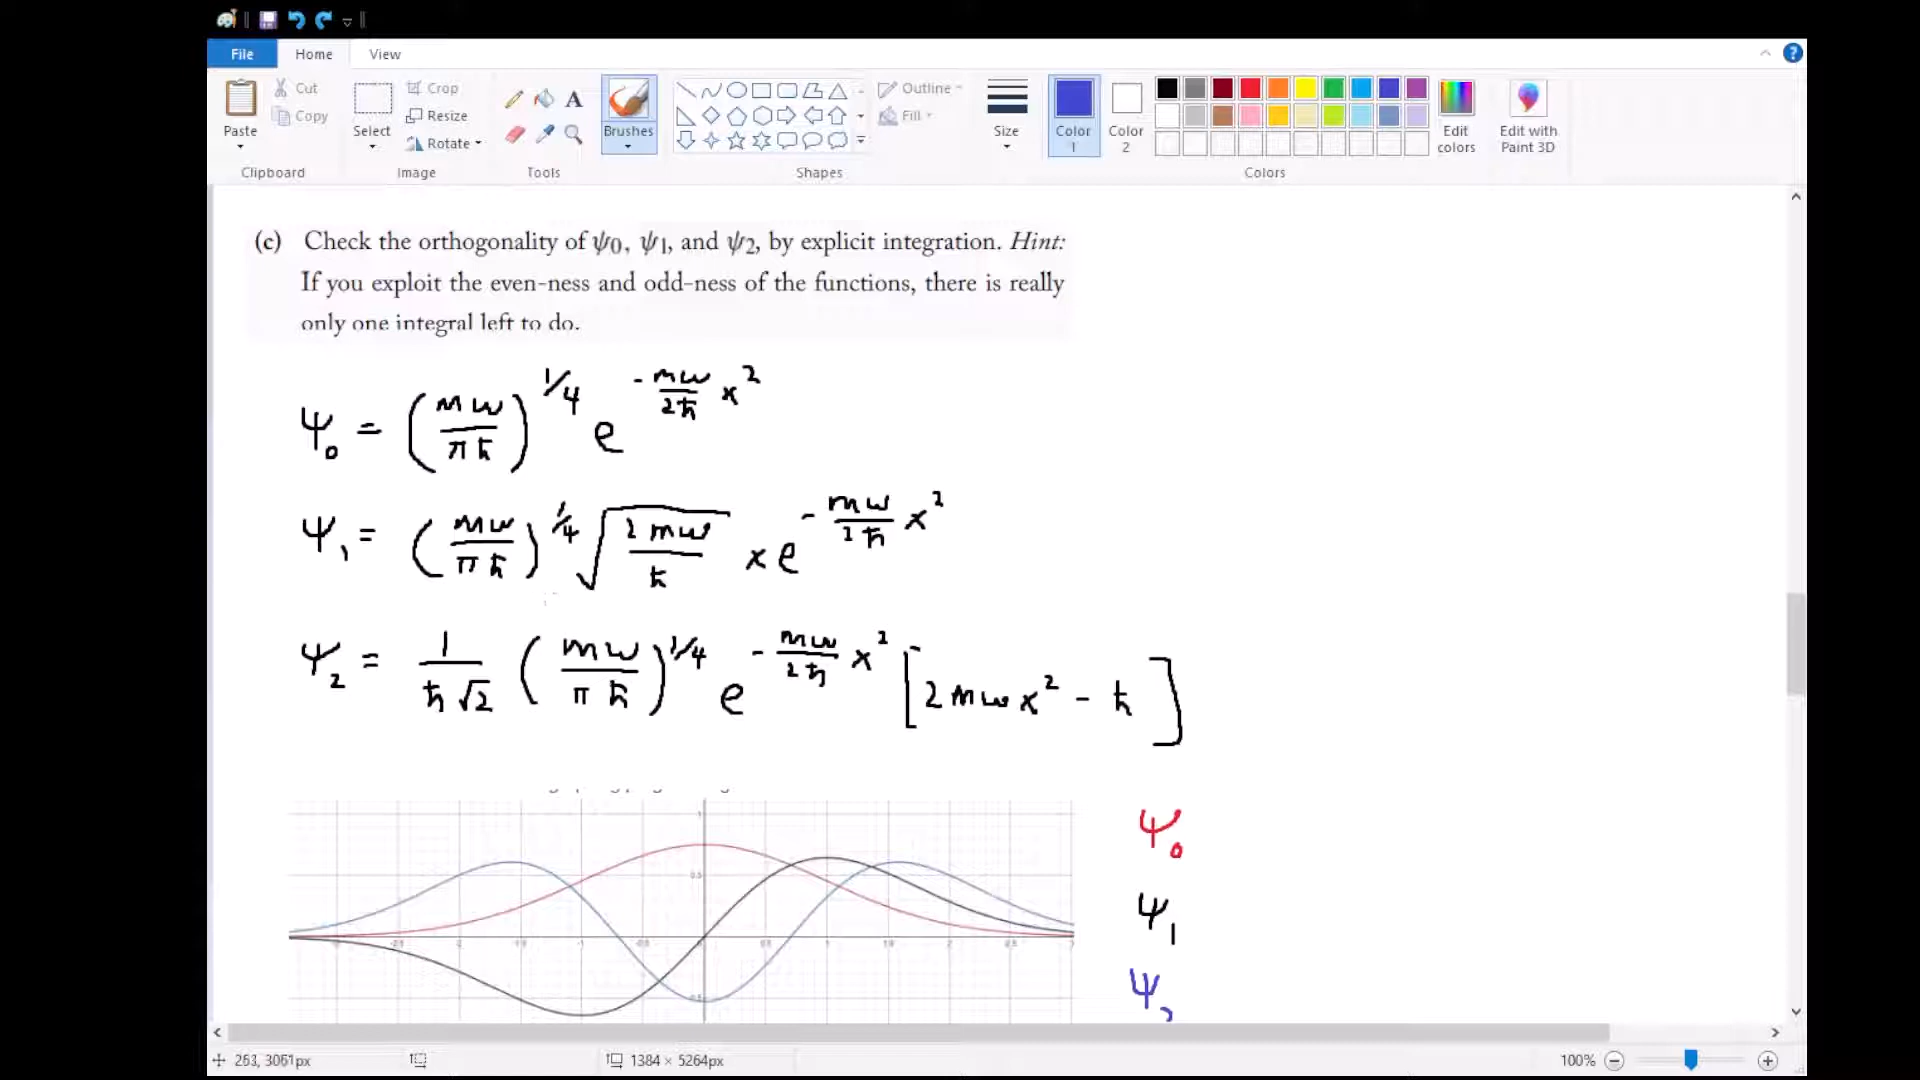 File Home View
Paste Cut Copy Clipboard
Select Crop Resize Rotate Image
A Tools
Brushes
Shapes
Outline Fill
Size
Color 1
Color 2
Edit colors
Edit with Paint 3D
Colors
(c) Check the orthogonality of ψ0, ψ1, and ψ2, by explicit integration. Hint:
If you exploit the even-ness and odd-ness of the functions, there is really
only one integral left to do.
Ψ₀ = (mω/πħ)^1/4 e^(-mω/2ħ x²)
Ψ₁ = (mω/πħ)^1/4 √(2mω/ħ) x e^(-mω/2ħ x²)
Ψ₂ = 1/(ħ√2) (mω/πħ)^1/4 e^(-mω/2ħ x²) [2mωx² - ħ]
Ψ₀
Ψ₁
Ψ₂
253, 3061px
1384 × 5264px
100%